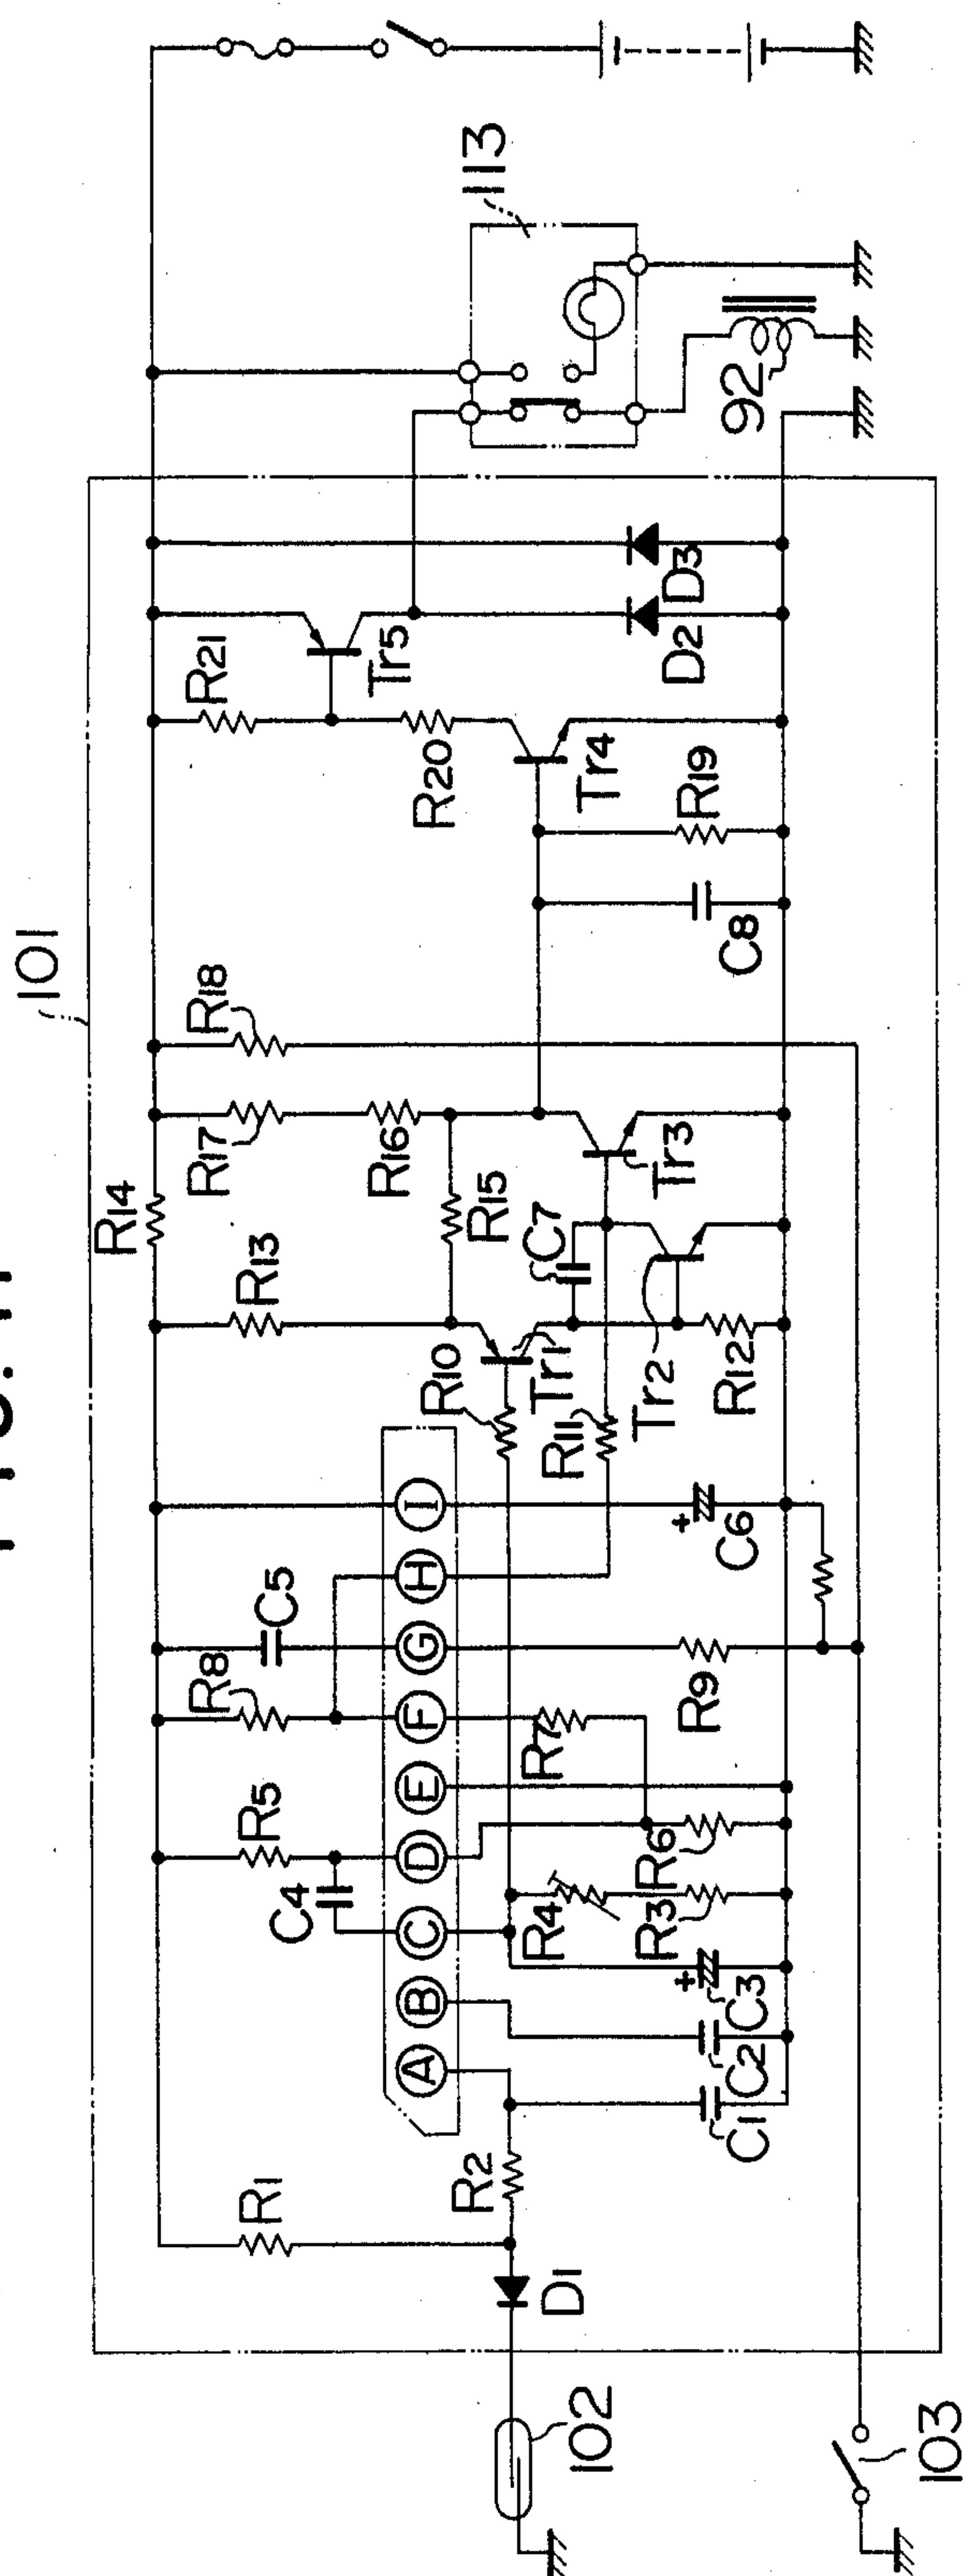 101
113
R14
R21
R18
R17
R13
R8
C5
R5
R1
R16
R15
R20
Tr5
D3
D2
92
Tr4
R19
C8
C7
Tr3
Tr1
Tr2
R12
R10
R11
C4
A
B
C
D
E
F
G
H
I
R2
D1
R4
R3
R6
R7
R9
+
C6
+
C3
C2
C1
102
103